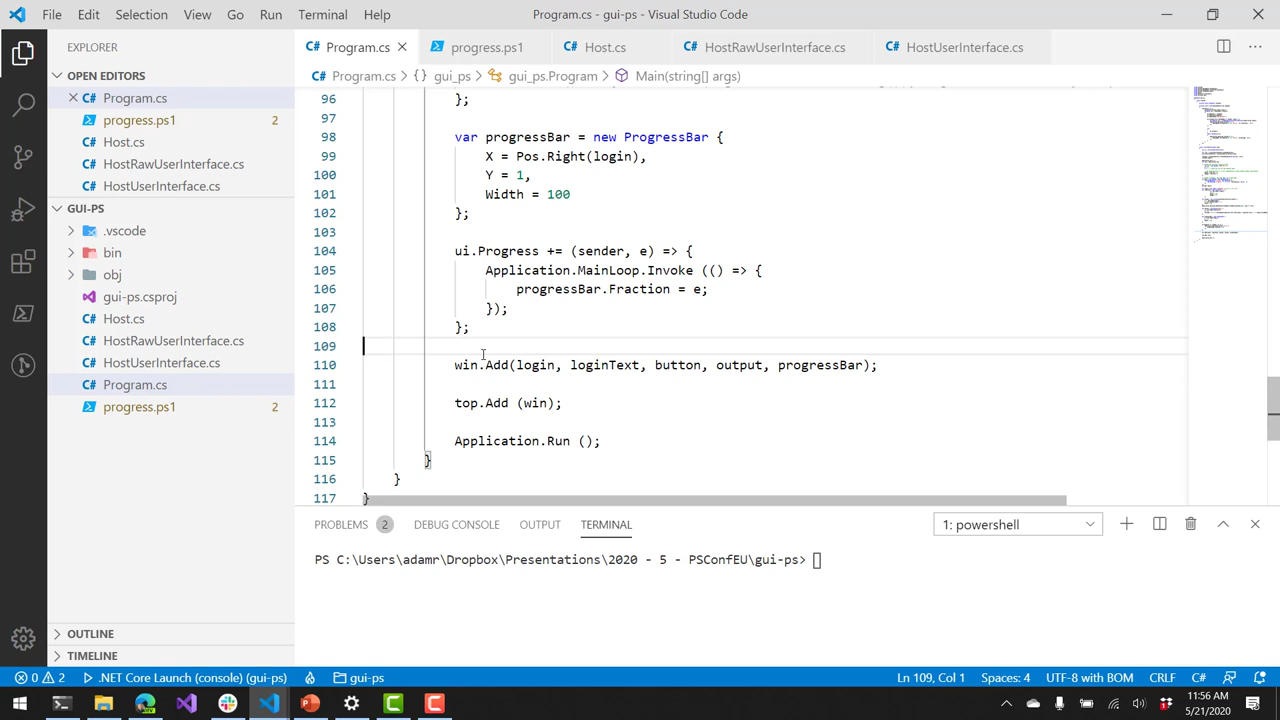 File Edit Selection View Go Run Terminal Help Program.cs - gui-ps - Visual Studio Code
EXPLORER
OPEN EDITORS
Program.cs
progress.ps1 2
Host.cs
HostRawUserInterface.cs
HostUserInterface.cs
GUI-PS
.vscode
bin
obj
gui-ps.csproj
Host.cs
HostRawUserInterface.cs
HostUserInterface.cs
Program.cs
progress.ps1 2
OUTLINE
TIMELINE
Program.cs progress.ps1 Host.cs HostRawUserInterface.cs HostUserInterface.cs
Program.cs > {} gui_ps > gui_ps.Program > Main(string[] args)
96 };
97
98 var progressBar = new ProgressBar {
99 X = Pos.Right(login),
100
101 Width = 100
102 };
103
104 ui.Progress += (sender, e) => {
105 Application.MainLoop.Invoke (() => {
106 progressBar.Fraction = e;
107 });
108 };
109
110 win.Add(login, loginText, button, output, progressBar);
111
112 top.Add (win);
113
114 Application.Run ();
115 }
116 }
117 }
PROBLEMS 2 DEBUG CONSOLE OUTPUT TERMINAL 1: powershell
PS C:\Users\adamr\Dropbox\Presentations\2020 - 5 - PSConfEU\gui-ps>
0 2 .NET Core Launch (console) (gui-ps) gui-ps Ln 109, Col 1 Spaces: 4 UTF-8 with BOM CRLF C#
11:56 AM
5/21/2020